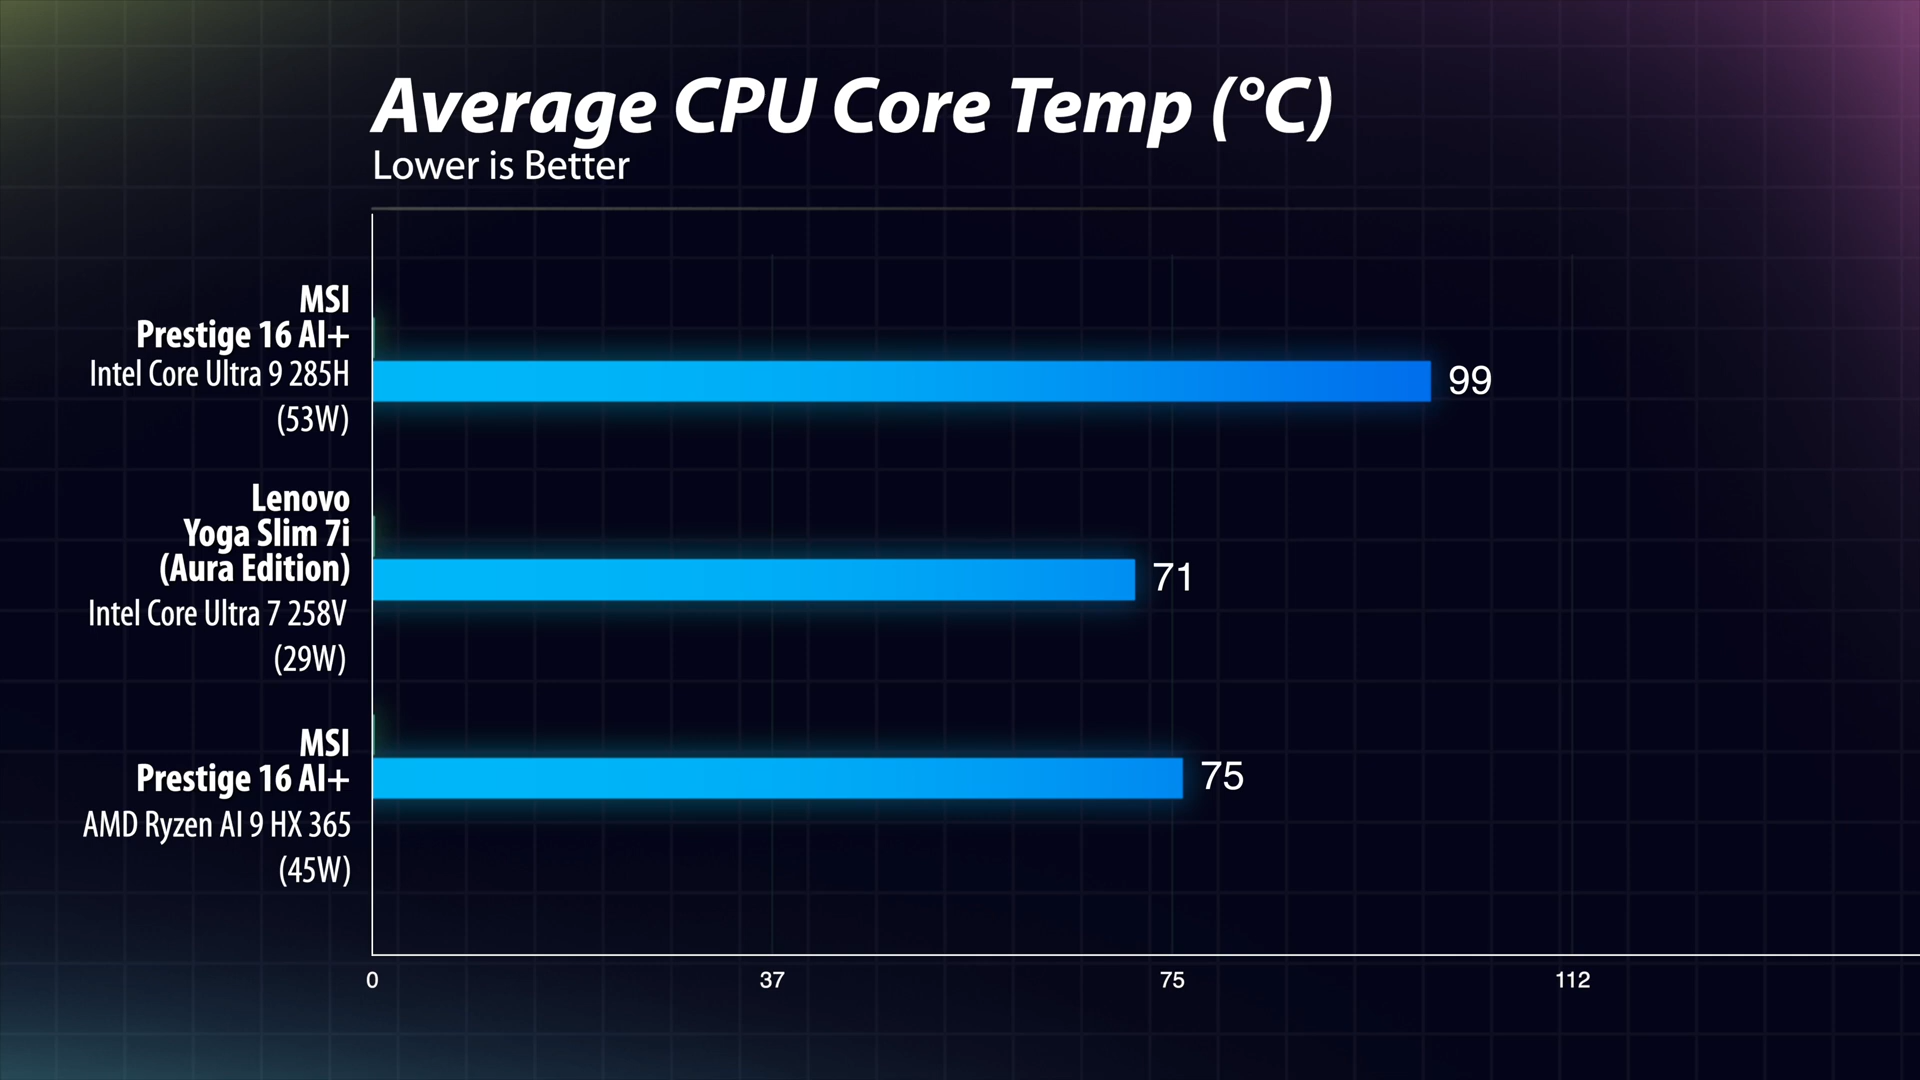 Average CPU Core Temp (°C)
Lower is Better
MSI
Prestige 16 AI+
Intel Core Ultra 9 285H
(53W)
99
Lenovo
Yoga Slim 7i
(Aura Edition)
Intel Core Ultra 7 258V
(29W)
71
MSI
Prestige 16 AI+
AMD Ryzen AI 9 HX 365
(45W)
75
0 37 75 112